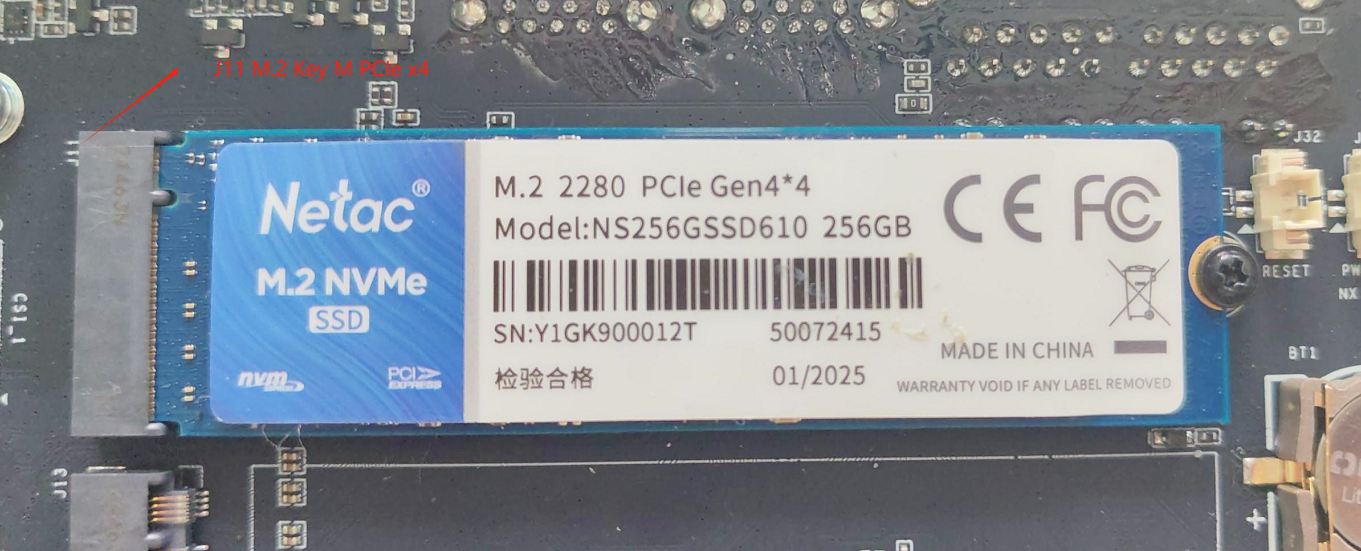 J11 M.2 Key M PCIe x4
Netac®
M.2 NVMe
SSD
nvm
EXPRESS
PCI
EXPRESS
M.2 2280 PCIe Gen4*4
Model:NS256GSSD610 256GB
SN:Y1GK900012T 50072415
检验合格 01/2025
CE FC
MADE IN CHINA
WARRANTY VOID IF ANY LABEL REMOVED
J32
RESET
PW
NX
BT1
+
CS1_1
J13